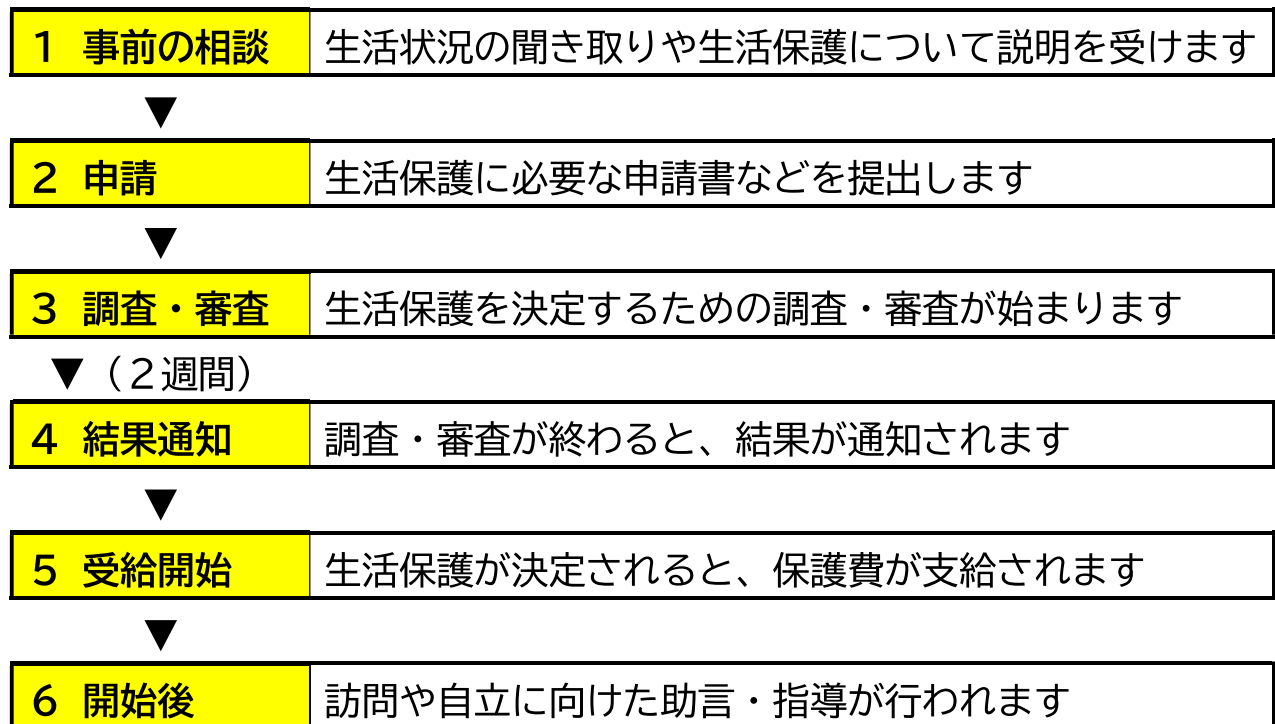 1 事前の相談 生活状況の聞き取りや生活保護について説明を受けます
▼
2 申請 生活保護に必要な申請書などを提出します
▼
3 調査・審査 生活保護を決定するための調査・審査が始まります
▼（２週間）
4 結果通知 調査・審査が終わると、結果が通知されます
▼
5 受給開始 生活保護が決定されると、保護費が支給されます
▼
6 開始後 訪問や自立に向けた助言・指導が行われます